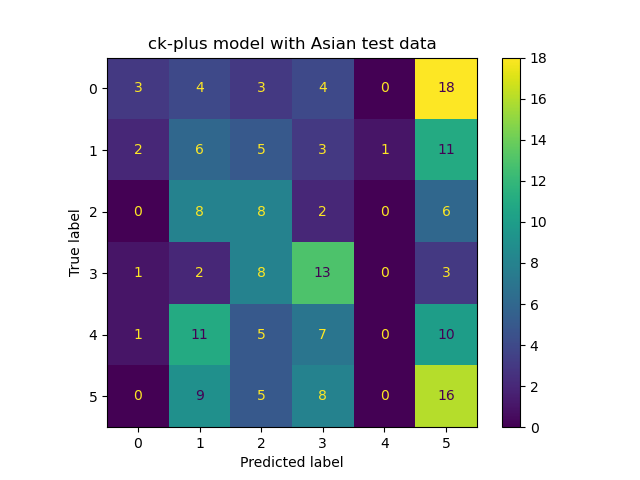 ck-plus model with Asian test data
0 3 4 3 4 0 18
1 2 6 5 3 1 11
2 0 8 8 2 0 6
3 1 2 8 13 0 3
4 1 11 5 7 0 10
5 0 9 5 8 0 16
0 1 2 3 4 5
Predicted label
True label
18
16
14
12
10
8
6
4
2
0